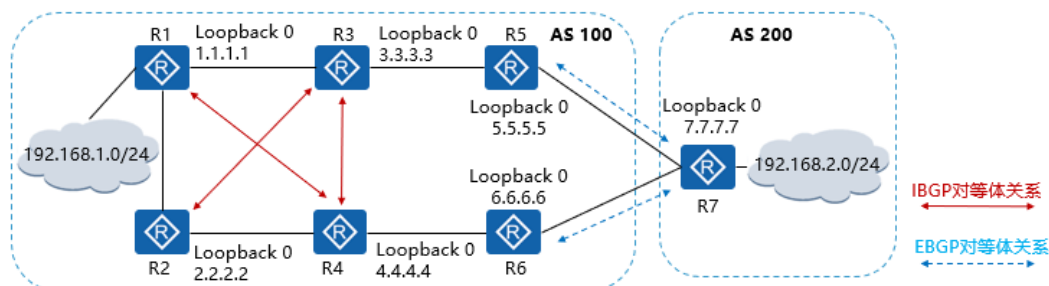 R1
Loopback 0
1.1.1.1
R3
Loopback 0
3.3.3.3
R5
AS 100
AS 200
R
R
R
Loopback 0
5.5.5.5
Loopback 0
7.7.7.7
192.168.1.0/24
R
192.168.2.0/24
R7
Loopback 0
6.6.6.6
IBGP对等体关系
R
R
R
R2
Loopback 0
2.2.2.2
R4
Loopback 0
4.4.4.4
R6
EBGP对等体关系